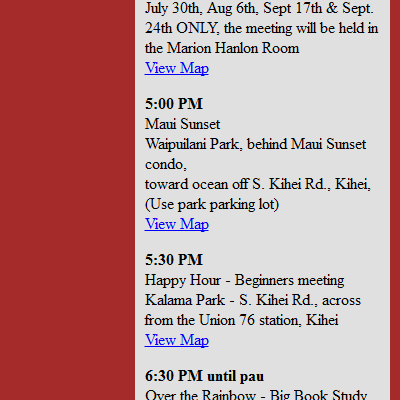 July 30th, Aug 6th, Sept 17th & Sept.
24th ONLY, the meeting will be held in
the Marion Hanlon Room
View Map
5:00 PM
Maui Sunset
Waipuilani Park, behind Maui Sunset
condo,
toward ocean off S. Kihei Rd., Kihei,
(Use park parking lot)
View Map
5:30 PM
Happy Hour - Beginners meeting
Kalama Park - S. Kihei Rd., across
from the Union 76 station, Kihei
View Map
6:30 PM until pau
Over the Rainbow - Big Book Study